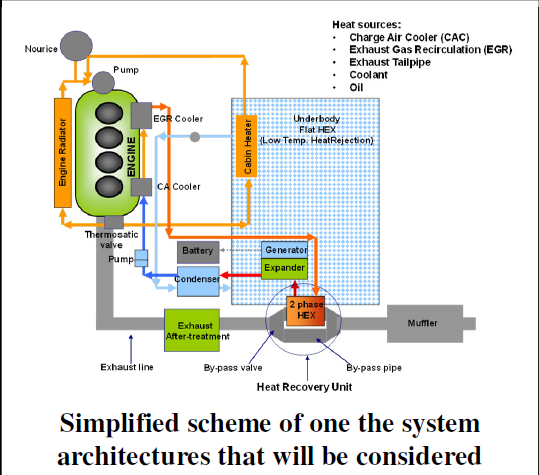 Heat sources:
• Charge Air Cooler (CAC)
• Exhaust Gas Recirculation (EGR)
• Exhaust Tailpipe
• Coolant
• Oil
Nourice
Pump
EGR Cooler
Underbody
Flat HEX
(Low Temp. HeatRejection)
Engine Radiator
ENGINE
Cabin Heater
CA Cooler
Thermosatic
valve
Pump
Battery
Generator
Expander
Condenser
2 phase
HEX
Exhaust
After-treatment
Muffler
Exhaust line
By-pass valve
By-pass pipe
Heat Recovery Unit
Simplified scheme of one the system
architectures that will be considered